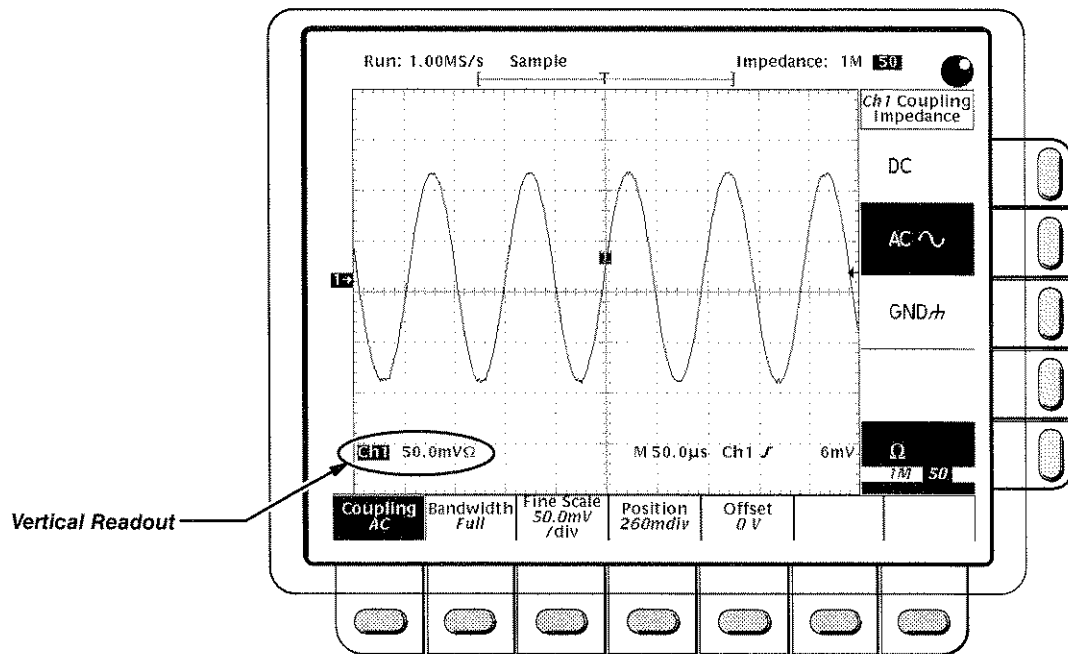 Run: 1.00MS/s Sample Impedance: 1M 50
T
Ch1 Coupling
Impedance
DC
AC
1
GND
Ch1 50.0mVΩ M 50.0μs Ch1 6mV
Ω
1M 50
Vertical Readout
Coupling
AC
Bandwidth
Full
Fine Scale
50.0mV
/div
Position
260mdiv
Offset
0 V